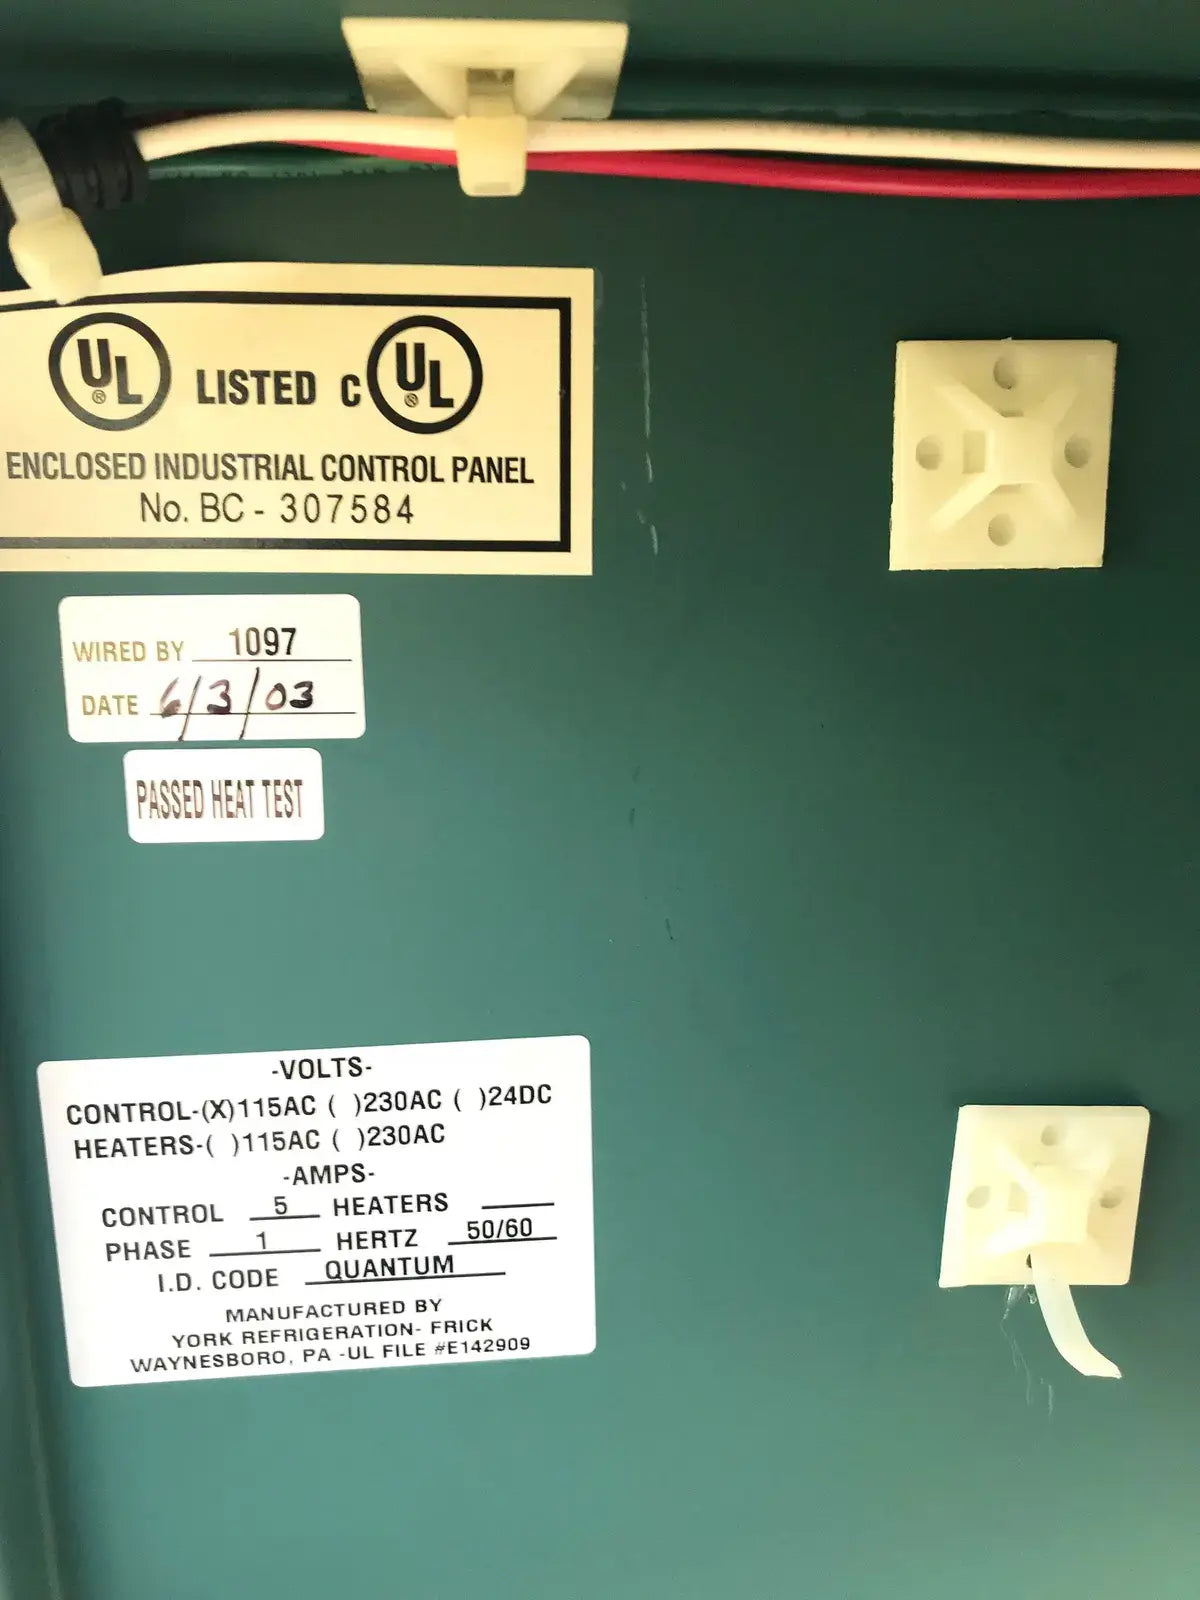 UL® LISTED C UL®
ENCLOSED INDUSTRIAL CONTROL PANEL
No. BC - 307584
WIRED BY 1097
DATE 6/3/03
PASSED HEAT TEST
-VOLTS-
CONTROL-(X)115AC ( )230AC ( )24DC
HEATERS-( )115AC ( )230AC
-AMPS-
CONTROL 5 HEATERS
PHASE 1 HERTZ 50/60
I.D. CODE QUANTUM
MANUFACTURED BY
YORK REFRIGERATION- FRICK
WAYNESBORO, PA -UL FILE #E142909